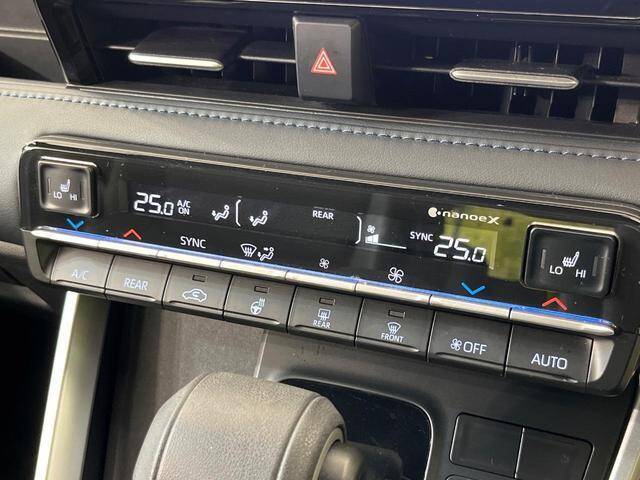 LO HI
25.0 A/C ON
REAR
nanoeX
SYNC 25.0
LO HI
SYNC
A/C
REAR
REAR
FRONT
OFF
AUTO